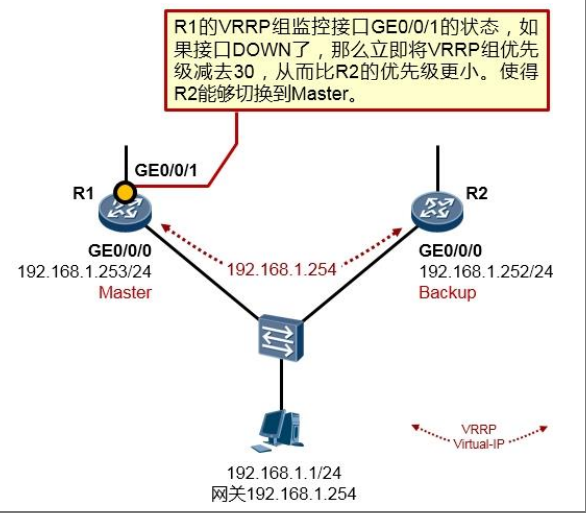 R1的VRRP组监控接口GE0/0/1的状态，如
果接口DOWN了，那么立即将VRRP组优先
级减去30，从而比R2的优先级更小。使得
R2能够切换到Master。
GE0/0/1
R1
R2
GE0/0/0
192.168.1.253/24
Master
192.168.1.254
GE0/0/0
192.168.1.252/24
Backup
VRRP
Virtual-IP
192.168.1.1/24
网关192.168.1.254